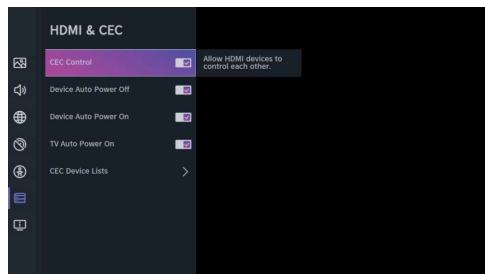 HDMI & CEC
CEC Control
Allow HDMI devices to
control each other.
Device Auto Power Off
Device Auto Power On
TV Auto Power On
CEC Device Lists